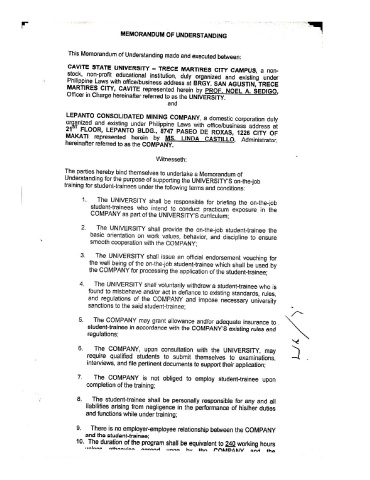 MEMORANDUM OF UNDERSTANDING
This Memorandum of Understanding made and executed between:
CAVITE STATE UNIVERSITY – TRECE MARTIRES CITY CAMPUS, a non-
stock, non-profit educational institution, duly organized and existing under
Philippine Laws with office/business address at BRGY. SAN AGUSTIN, TRECE
MARTIRES CITY, CAVITE represented herein by PROF. NOEL A. SEDIGO,
Officer in Charge hereinafter referred to as the UNIVERSITY.
and
LEPANTO CONSOLIDATED MINING COMPANY, a domestic corporation duly
organized and existing under Philippine Laws with office/business address at
21ST FLOOR, LEPANTO BLDG., 8747 PASEO DE ROXAS, 1226 CITY OF
MAKATI represented herein by MS. LINDA CASTILLO, Administrator,
hereinafter referred to as the COMPANY.
Witnesseth:
The parties hereby bind themselves to undertake a Memorandum of
Understanding for the purpose of supporting the UNIVERSITY'S on-the-job
training for student-trainees under the following terms and conditions:
1. The UNIVERSITY shall be responsible for briefing the on-the-job
student-trainees who intend to conduct practicum exposure in the
COMPANY as part of the UNIVERSITY'S curriculum;
2. The UNIVERSITY shall provide the on-the-job student-trainee the
basic orientation on work values, behavior, and discipline to ensure
smooth cooperation with the COMPANY;
3. The UNIVERSITY shall issue an official endorsement vouching for
the well being of the on-the-job student-trainee which shall be used by
the COMPANY for processing the application of the student-trainee;
4. The UNIVERSITY shall voluntarily withdraw a student-trainee who is
found to misbehave and/or act in defiance to existing standards, rules,
and regulations of the COMPANY and impose necessary university
sanctions to the said student-trainee;
5. The COMPANY may grant allowance and/or adequate insurance to
student-trainee in accordance with the COMPANY'S existing rules and
regulations;
6. The COMPANY, upon consultation with the UNIVERSITY, may
require qualified students to submit themselves to examinations,
interviews, and file pertinent documents to support their application;
7. The COMPANY is not obliged to employ student-trainee upon
completion of the training;
8. The student-trainee shall be personally responsible for any and all
liabilities arising from negligence in the performance of his/her duties
and functions while under training;
9. There is no employer-employee relationship between the COMPANY
and the student-trainee;
10. The duration of the program shall be equivalent to 240 working hours
unless otherwise agreed upon by the COMPANY and the